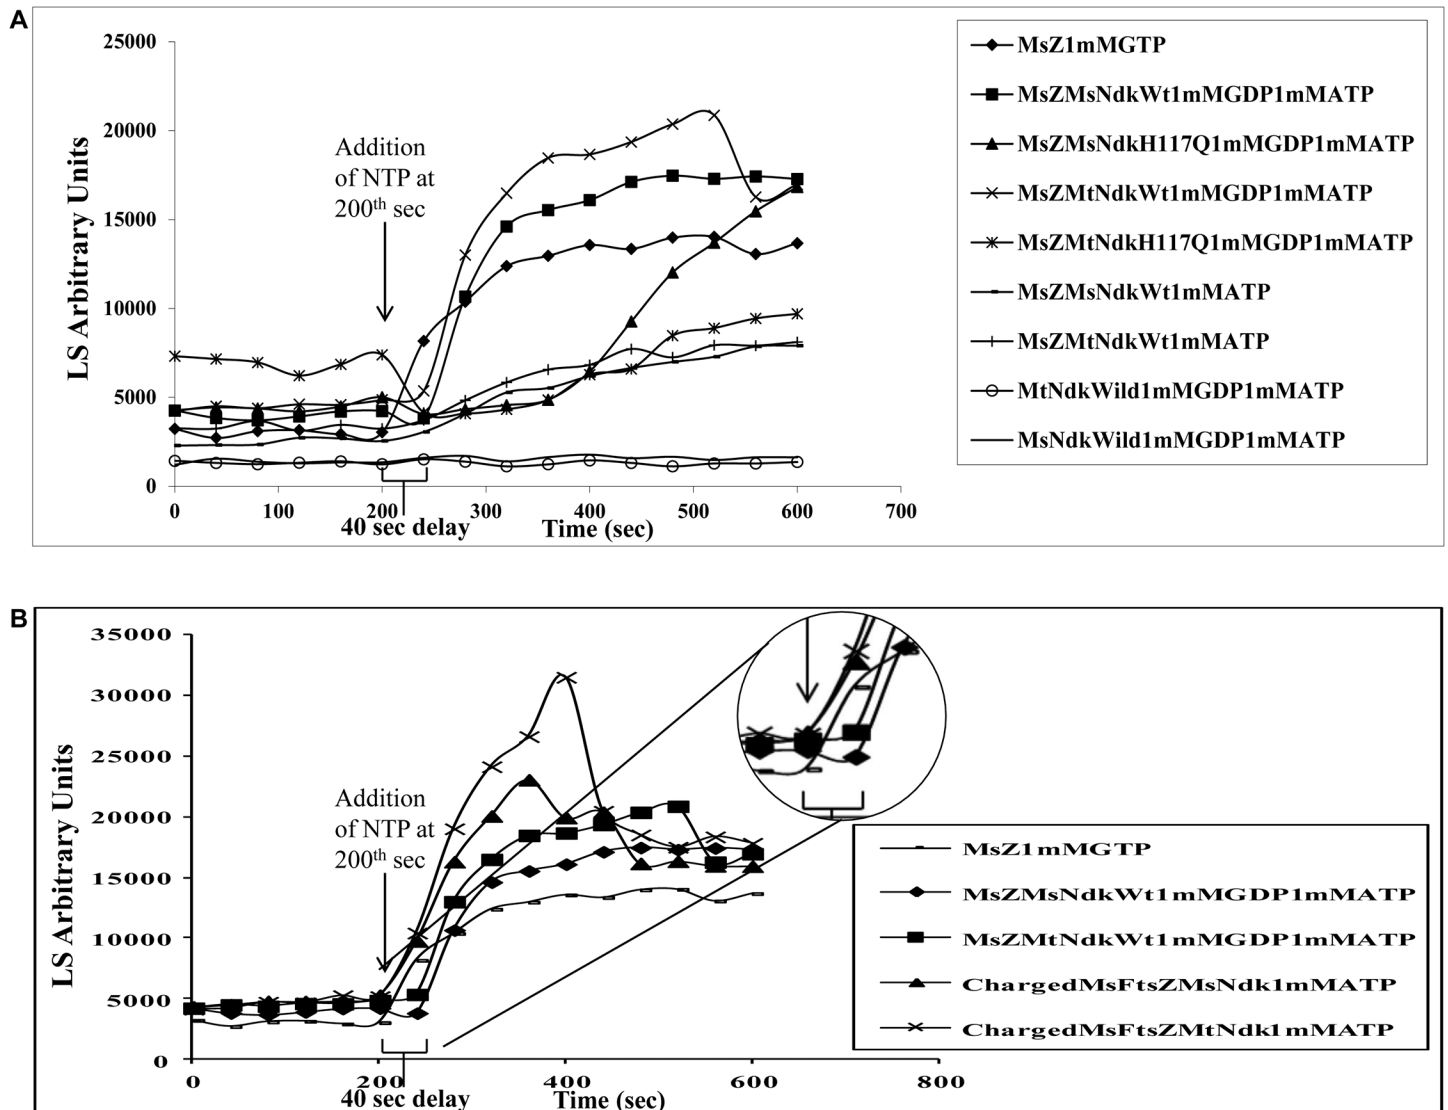 A
25000
20000
15000
10000
5000
0
LS Arbitrary Units
Addition
of NTP at
200th sec
0 100 200 300 400 500 600 700
40 sec delay
Time (sec)
MsZ1mMGTP
MsZMsNdkWt1mMGDP1mMATP
MsZMsNdkH117Q1mMGDP1mMATP
MsZMtNdkWt1mMGDP1mMATP
MsZMtNdkH117Q1mMGDP1mMATP
MsZMsNdkWt1mMATP
MsZMtNdkWt1mMATP
MtNdkWild1mMGDP1mMATP
MsNdkWild1mMGDP1mMATP
B
35000
30000
25000
20000
15000
10000
5000
0
LS Arbitrary Units
Addition
of NTP at
200th sec
0 200 400 600 800
40 sec delay
Time (sec)
MsZ1mMGTP
MsZMsNdkWt1mMGDP1mMATP
MsZMtNdkWt1mMGDP1mMATP
ChargedMsFtsZMsNdk1mMATP
ChargedMsFtsZMtNdk1mMATP